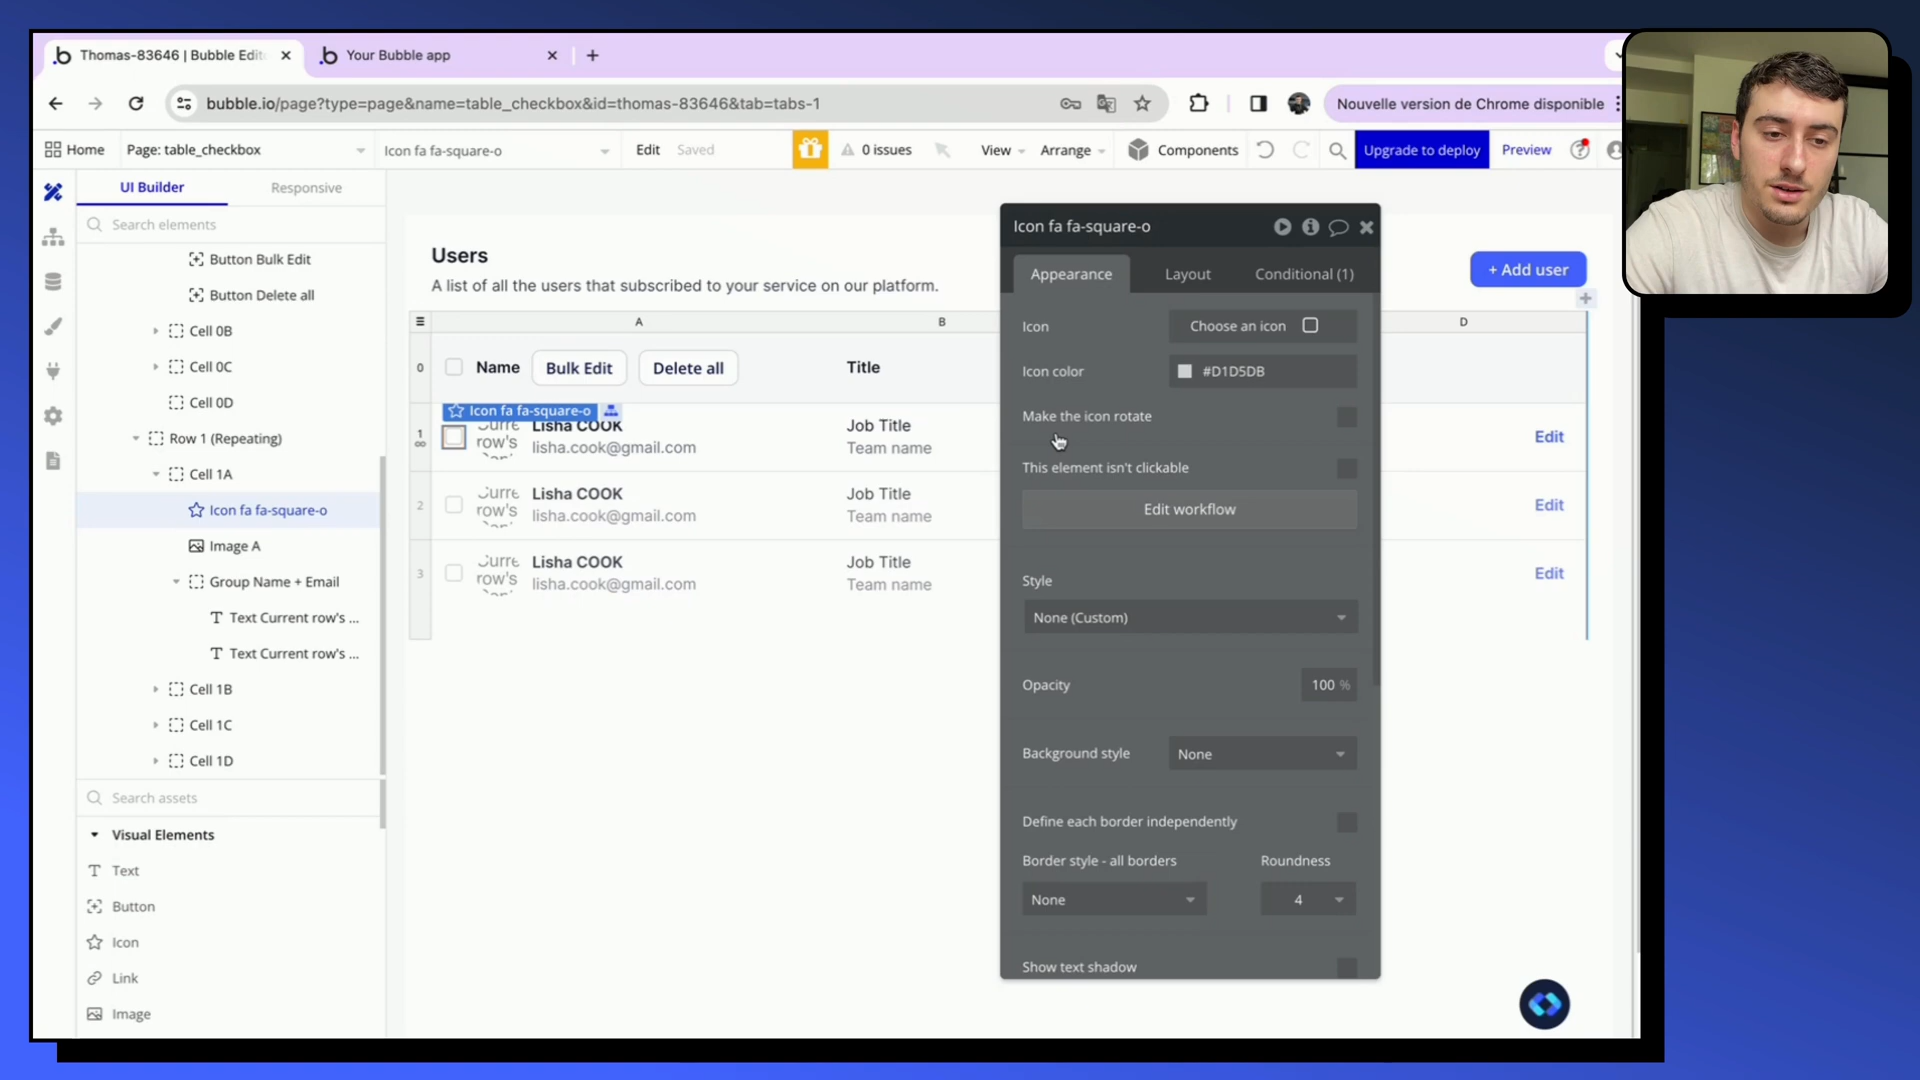 Thomas-83646 | Bubble Edit
Your Bubble app
bubble.io/page?type=page&name=table_checkbox&id=thomas-83646&tab=tabs-1
Nouvelle version de Chrome disponible
Home
Page: table_checkbox
Icon fa fa-square-o
Edit
Saved
0 issues
View
Arrange
Components
Upgrade to deploy
Preview
UI Builder
Responsive
Search elements
Button Bulk Edit
Button Delete all
Cell 0B
Cell 0C
Cell 0D
Row 1 (Repeating)
Cell 1A
Icon fa fa-square-o
Image A
Group Name + Email
Text Current row's ...
Text Current row's ...
Cell 1B
Cell 1C
Cell 1D
Search assets
Visual Elements
Text
Button
Icon
Link
Image
Users
A list of all the users that subscribed to your service on our platform.
+ Add user
A B D
0
Name
Bulk Edit
Delete all
Title
Icon fa fa-square-o
1
row's
Lisha COOK
lisha.cook@gmail.com
Job Title
Team name
Edit
2
row's
Lisha COOK
lisha.cook@gmail.com
Job Title
Team name
Edit
3
row's
Lisha COOK
lisha.cook@gmail.com
Job Title
Team name
Edit
Icon fa fa-square-o
Appearance
Layout
Conditional (1)
Icon
Choose an icon
Icon color
#D1D5DB
Make the icon rotate
This element isn't clickable
Edit workflow
Style
None (Custom)
Opacity
100 %
Background style
None
Define each border independently
Border style - all borders
Roundness
None
4
Show text shadow